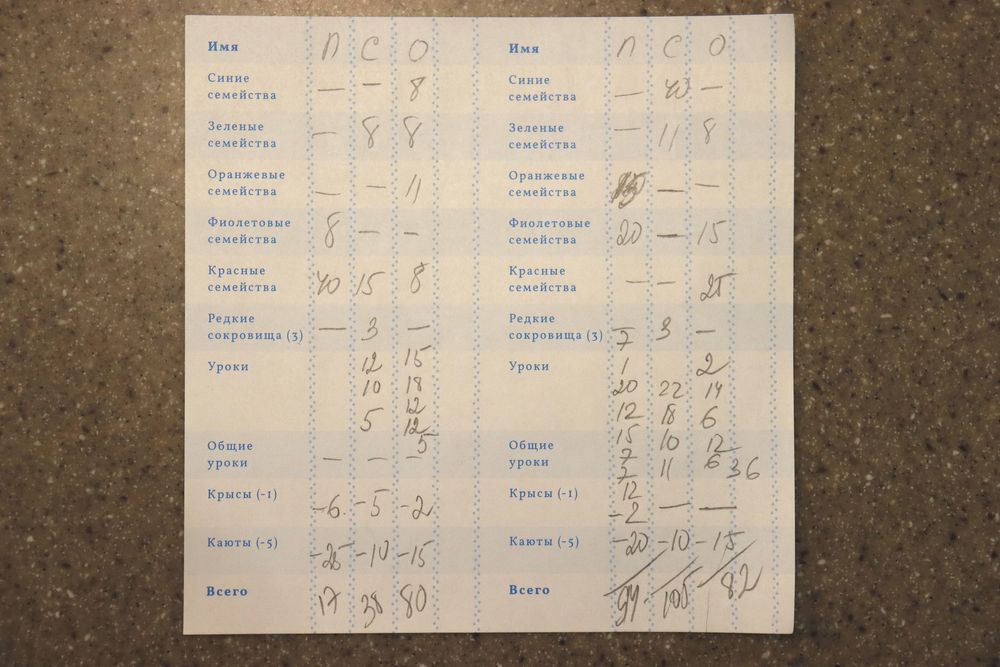 Имя П С О
Синие — — 8
семейства
Зеленые — 8 8
семейства
Оранжевые — — 11
семейства
Фиолетовые 8 — —
семейства
Красные 40 15 8
семейства
Редкие — 3 —
сокровища (3)
Уроки 12 15
10 18
5 12
12
5
Общие — — —
уроки
Крысы (-1) -6 -5 -2
Каюты (-5) -25 -10 -15
Всего 17 38 80
Имя П С О
Синие — 40 —
семейства
Зеленые — 11 8
семейства
Оранжевые — —
семейства
Фиолетовые 20 — 15
семейства
Красные — — 25
семейства
Редкие — 3 —
сокровища (3) 7
Уроки 1 2
20 22 14
12 18 6
Общие 15 10 12
уроки 7 11 6 36
7
Крысы (-1) 12
-2 — —
Каюты (-5) -20 -10 -15
Всего 94 105 82